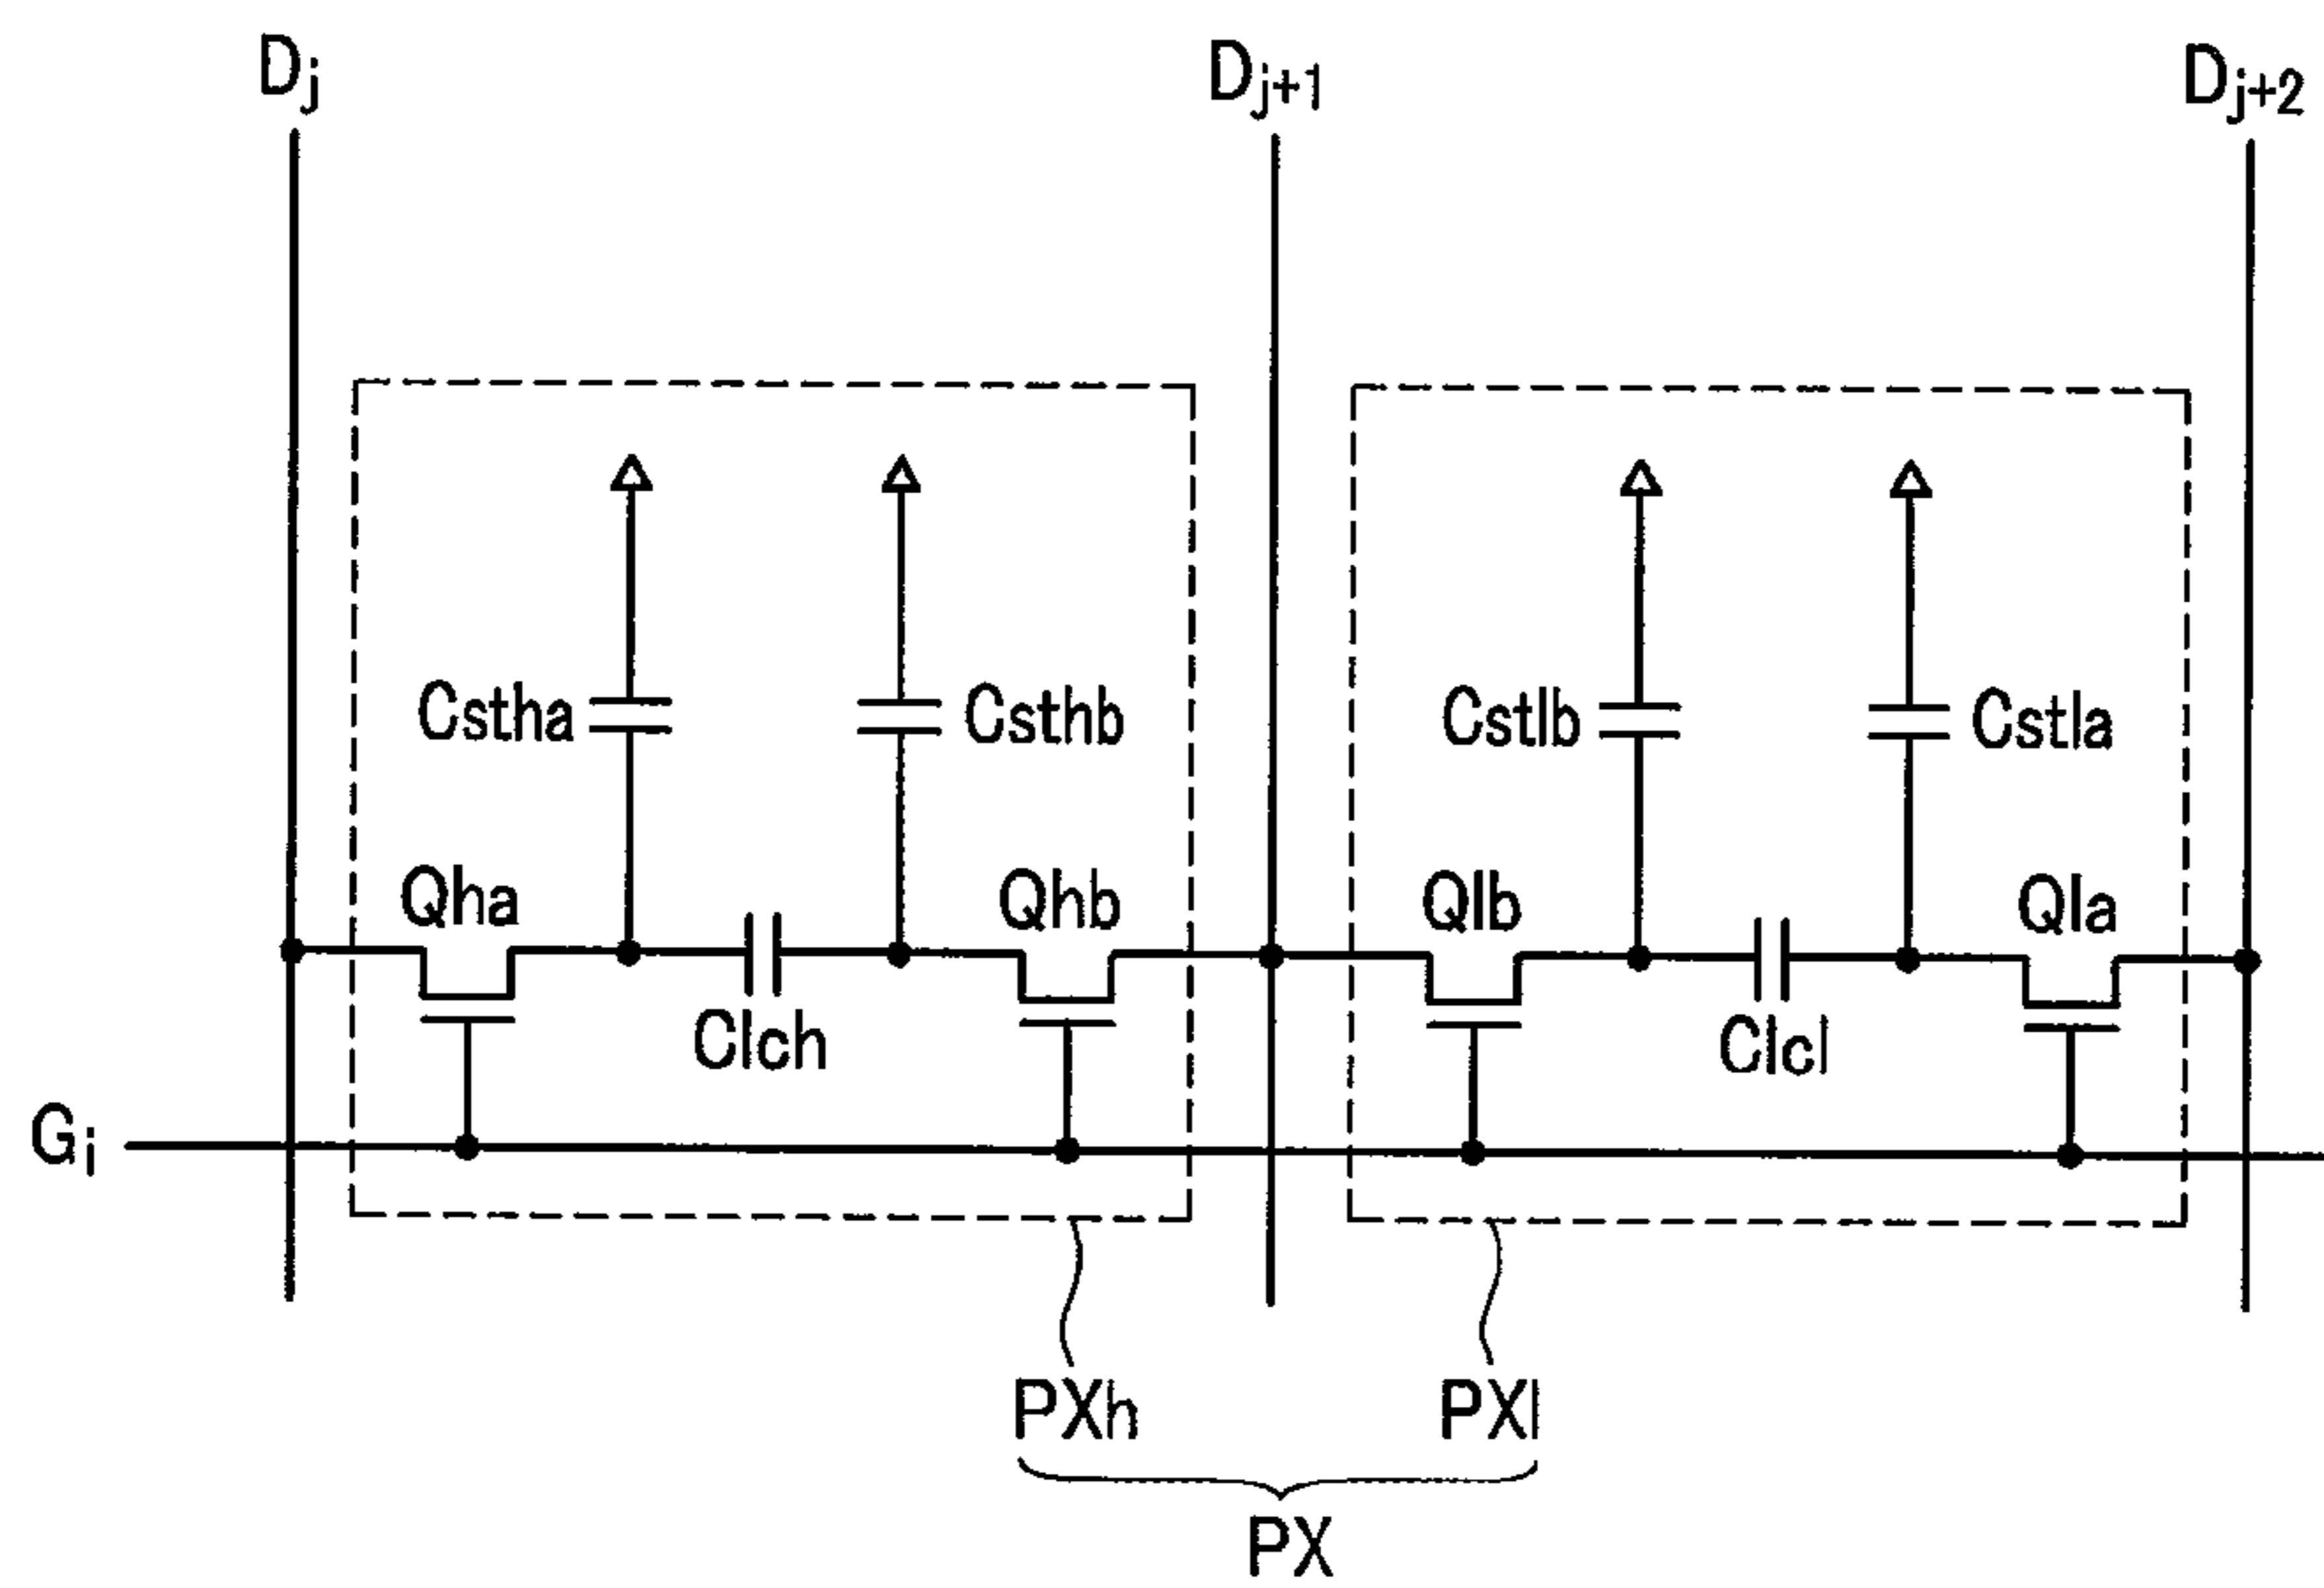 Dj Dj+1 Dj+2
Cstha Csthb Cstlb Cstla
Qha Qhb Qlb Qla
Clch Clcl
Gi
PXh PXl
PX